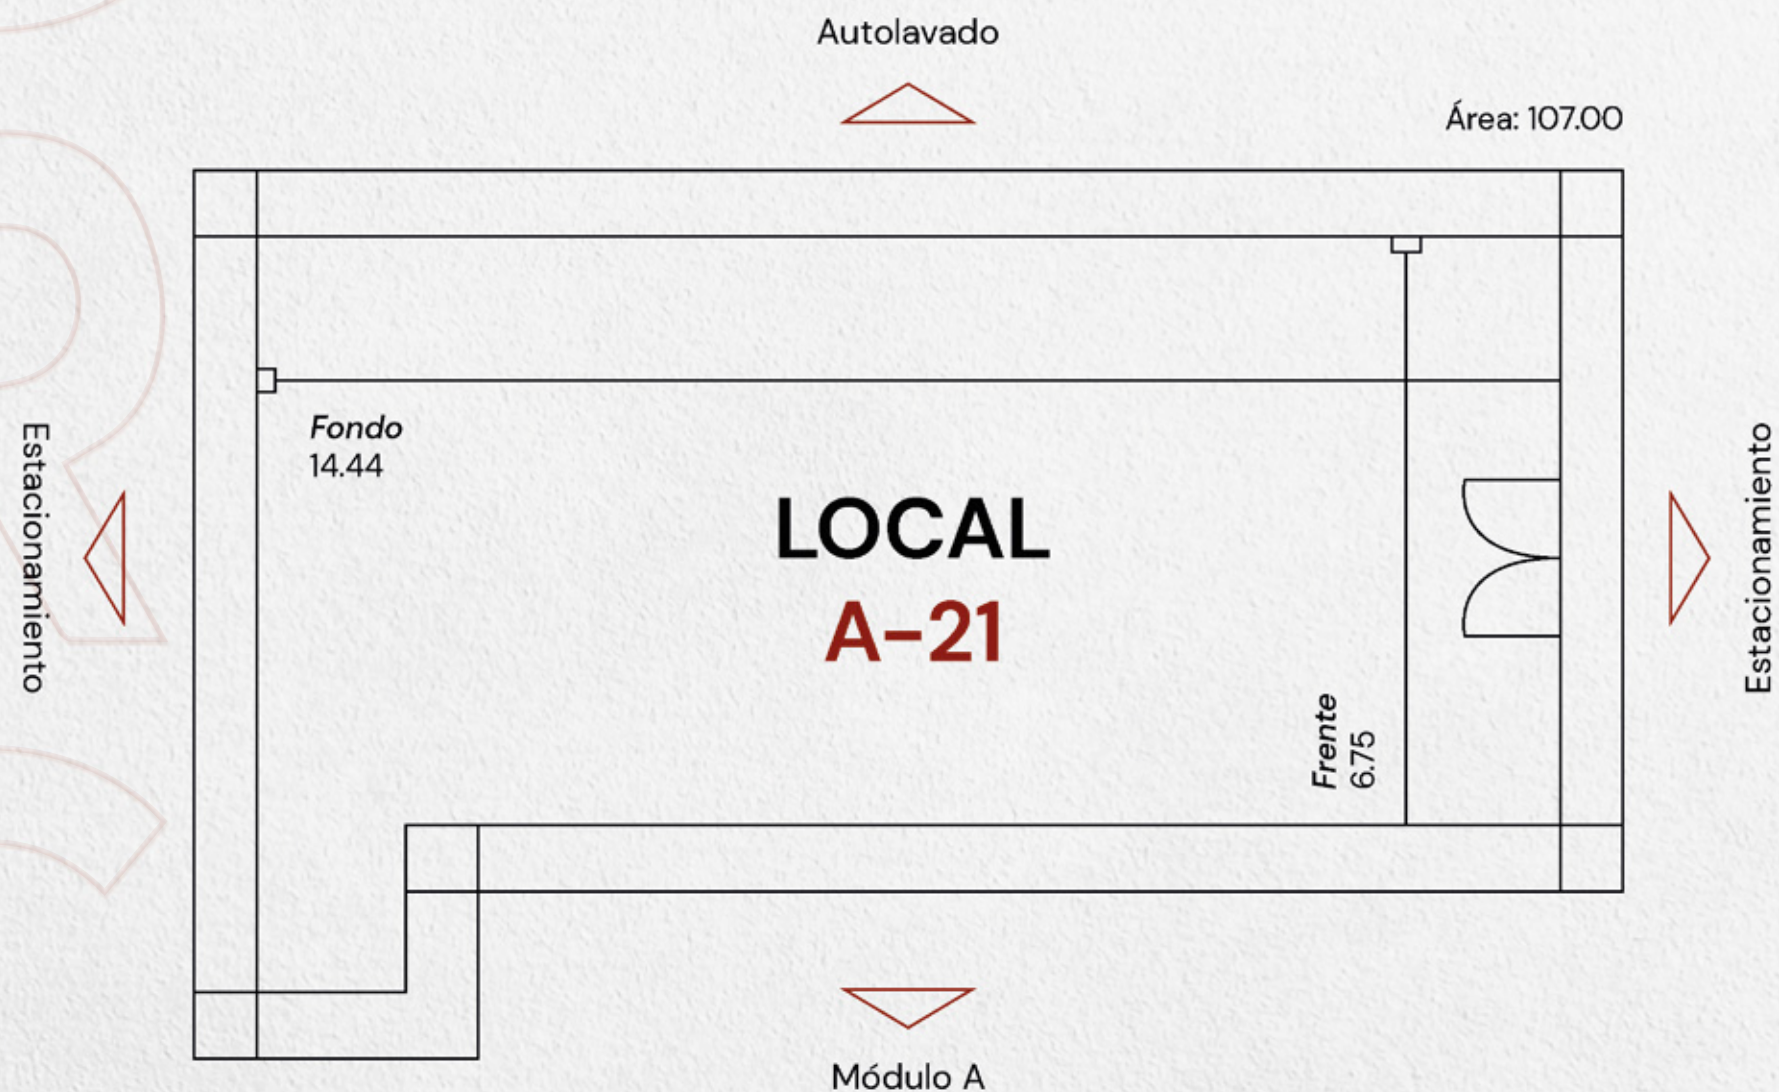 Autolavado
Área: 107.00
Fondo
14.44
Estacionamiento
LOCAL
A-21
Estacionamiento
Frente
6.75
Módulo A